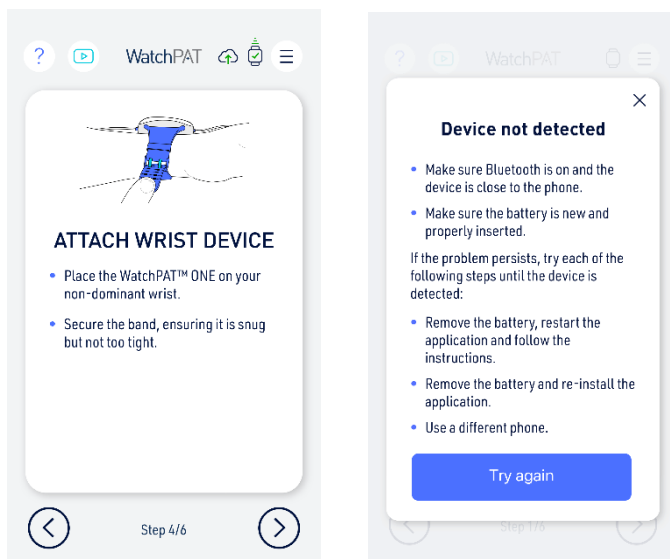 ?
WatchPAT
ATTACH WRIST DEVICE
• Place the WatchPAT™ ONE on your
non-dominant wrist.
• Secure the band, ensuring it is snug
but not too tight.
Step 4/6
?
WatchPAT
Device not detected
• Make sure Bluetooth is on and the
device is close to the phone.
• Make sure the battery is new and
properly inserted.
If the problem persists, try each of the
following steps until the device is
detected:
• Remove the battery, restart the
application and follow the
instructions.
• Remove the battery and re-install the
application.
• Use a different phone.
Try again
Step 1/6